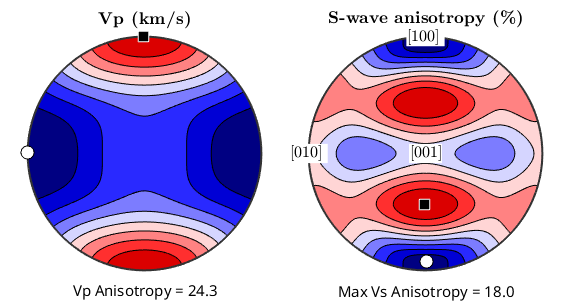 Vp (km/s)
S-wave anisotropy (%)
[100]
[010]
[001]
Vp Anisotropy = 24.3
Max Vs Anisotropy = 18.0